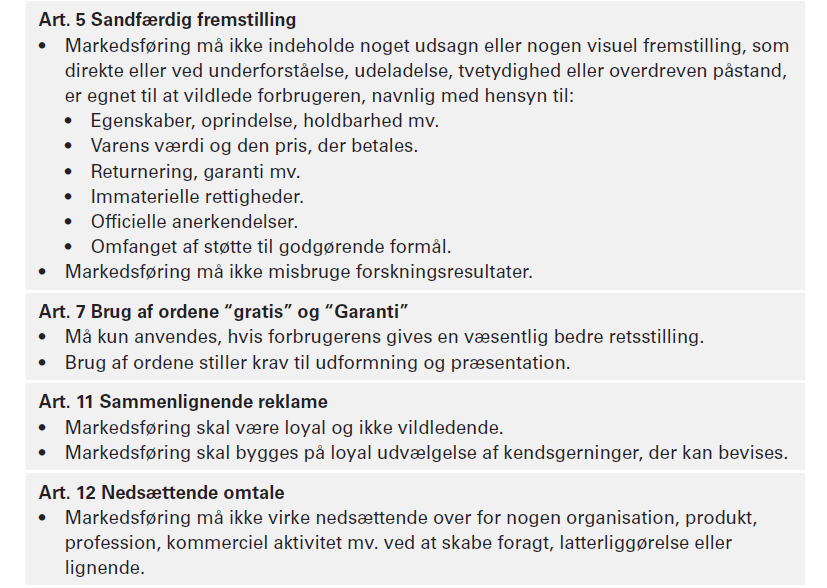 Art. 5 Sandfærdig fremstilling
• Markedsføring må ikke indeholde noget udsagn eller nogen visuel fremstilling, som
direkte eller ved underforståelse, udeladelse, tvetydighed eller overdreven påstand,
er egnet til at vildlede forbrugeren, navnlig med hensyn til:
• Egenskaber, oprindelse, holdbarhed mv.
• Varens værdi og den pris, der betales.
• Returnering, garanti mv.
• Immaterielle rettigheder.
• Officielle anerkendelser.
• Omfanget af støtte til godgørende formål.
• Markedsføring må ikke misbruge forskningsresultater.
Art. 7 Brug af ordene “gratis” og “Garanti”
• Må kun anvendes, hvis forbrugerens gives en væsentlig bedre retsstilling.
• Brug af ordene stiller krav til udformning og præsentation.
Art. 11 Sammenlignende reklame
• Markedsføring skal være loyal og ikke vildledende.
• Markedsføring skal bygges på loyal udvælgelse af kendsgerninger, der kan bevises.
Art. 12 Nedsættende omtale
• Markedsføring må ikke virke nedsættende over for nogen organisation, produkt,
profession, kommerciel aktivitet mv. ved at skabe foragt, latterliggørelse eller
lignende.